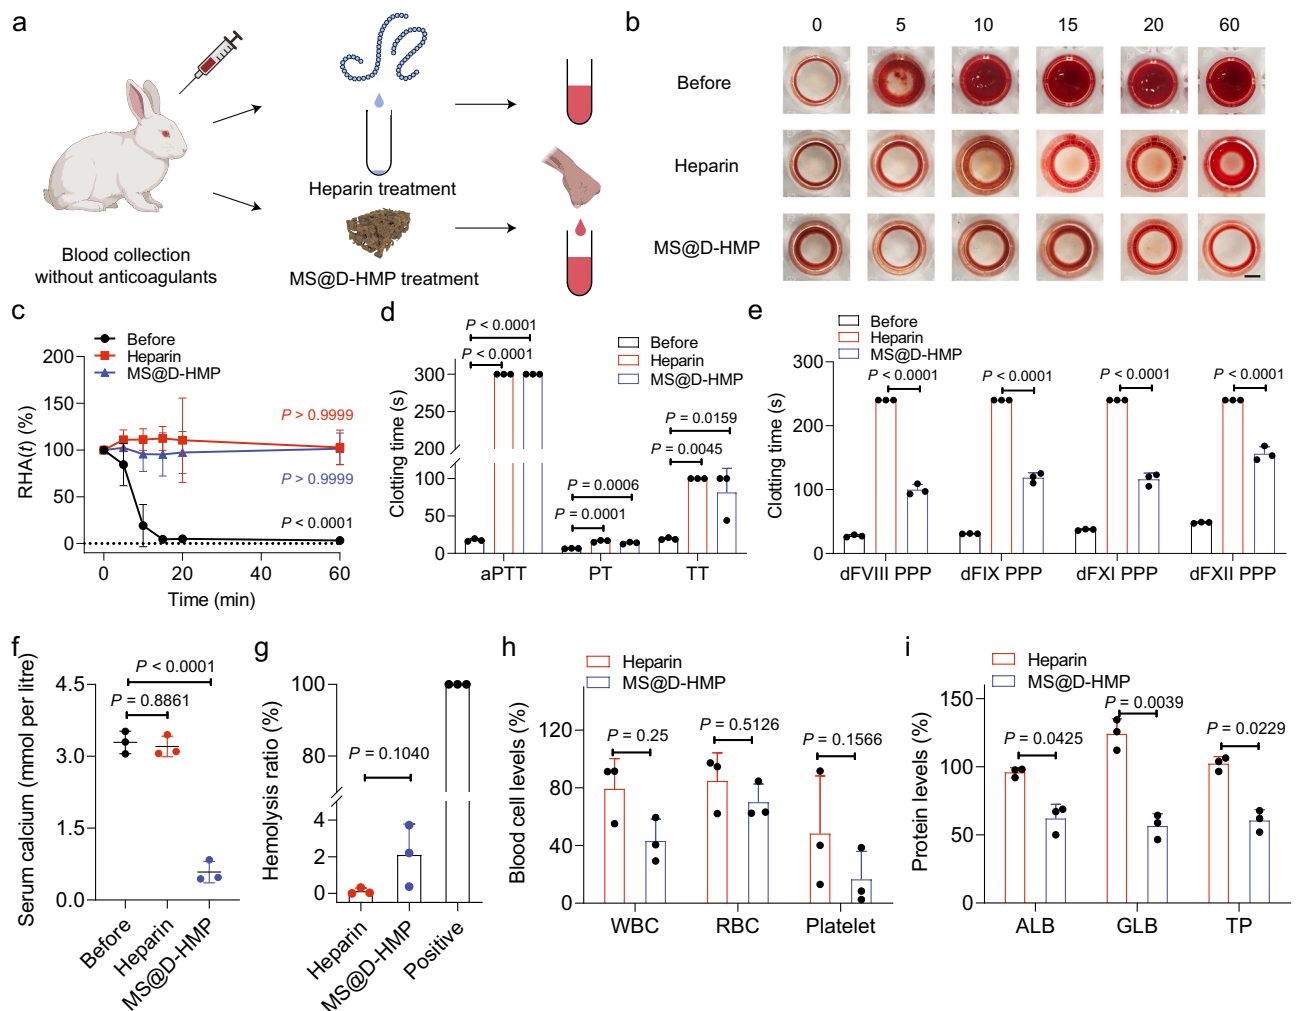 a
Heparin treatment
Blood collection
without anticoagulants
MS@D-HMP treatment
b
0 5 10 15 20 60
Before
Heparin
MS@D-HMP
c
Before
Heparin
MS@D-HMP
RHA(t) (%)
200
150
100
50
0
P > 0.9999
P > 0.9999
P < 0.0001
0 20 40 60
Time (min)
d
P < 0.0001
P < 0.0001
Before
Heparin
MS@D-HMP
Clotting time (s)
300
250
200
100
50
0
P = 0.0159
P = 0.0045
P = 0.0006
P = 0.0001
aPTT PT TT
e
Before
Heparin
MS@D-HMP
Clotting time (s)
300
200
100
0
P < 0.0001 P < 0.0001 P < 0.0001 P < 0.0001
dFVIII PPP dFIX PPP dFXI PPP dFXII PPP
f
Serum calcium (mmol per litre)
4.5
3.0
1.5
0.0
P < 0.0001
P = 0.8861
Before
Heparin
MS@D-HMP
g
Hemolysis ratio (%)
100
80
4
2
0
P = 0.1040
Heparin
MS@D-HMP
Positive
h
Heparin
MS@D-HMP
Blood cell levels (%)
120
80
40
0
P = 0.25
P = 0.5126
P = 0.1566
WBC RBC Platelet
i
Heparin
MS@D-HMP
Protein levels (%)
150
100
50
0
P = 0.0425
P = 0.0039
P = 0.0229
ALB GLB TP